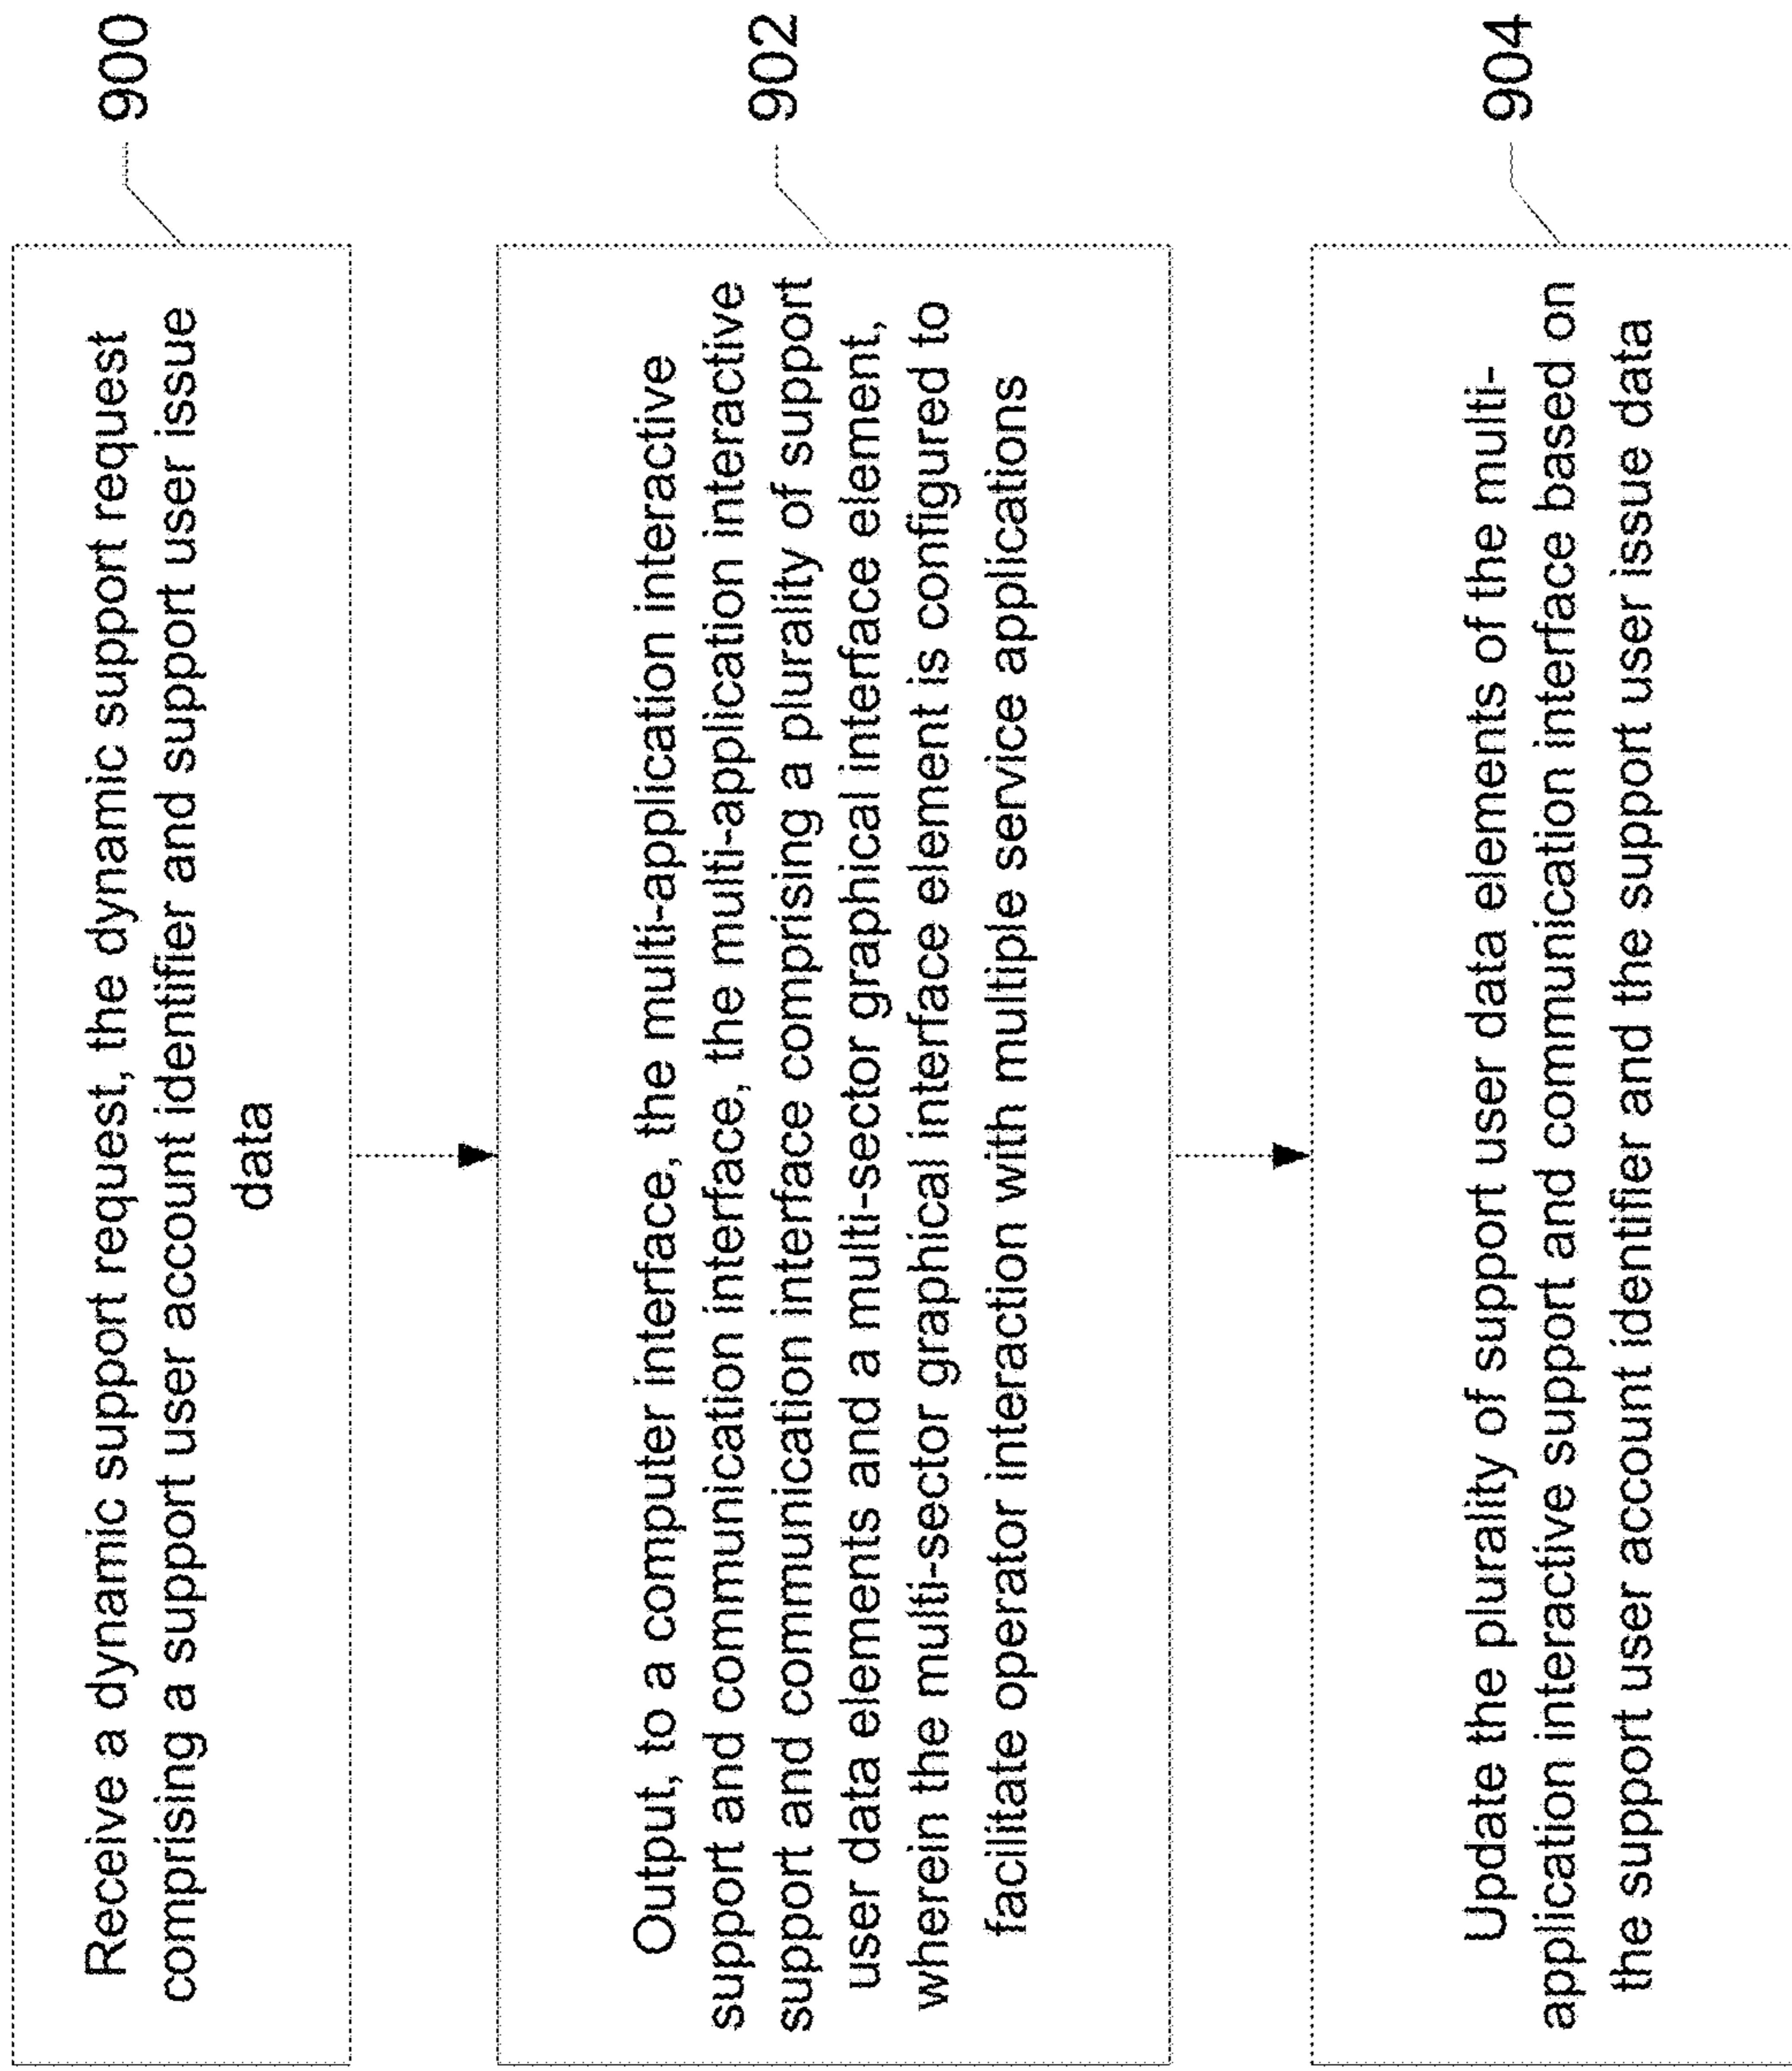 Receive a dynamic support request, the dynamic support request
comprising a support user account identifier and support user issue
data
900
Output, to a computer interface, the multi-application interactive
support and communication interface, the multi-application interactive
support and communication interface comprising a plurality of support
user data elements and a multi-sector graphical interface element,
wherein the multi-sector graphical interface element is configured to
facilitate operator interaction with multiple service applications
902
Update the plurality of support user data elements of the multi-
application interactive support and communication interface based on
the support user account identifier and the support user issue data
904